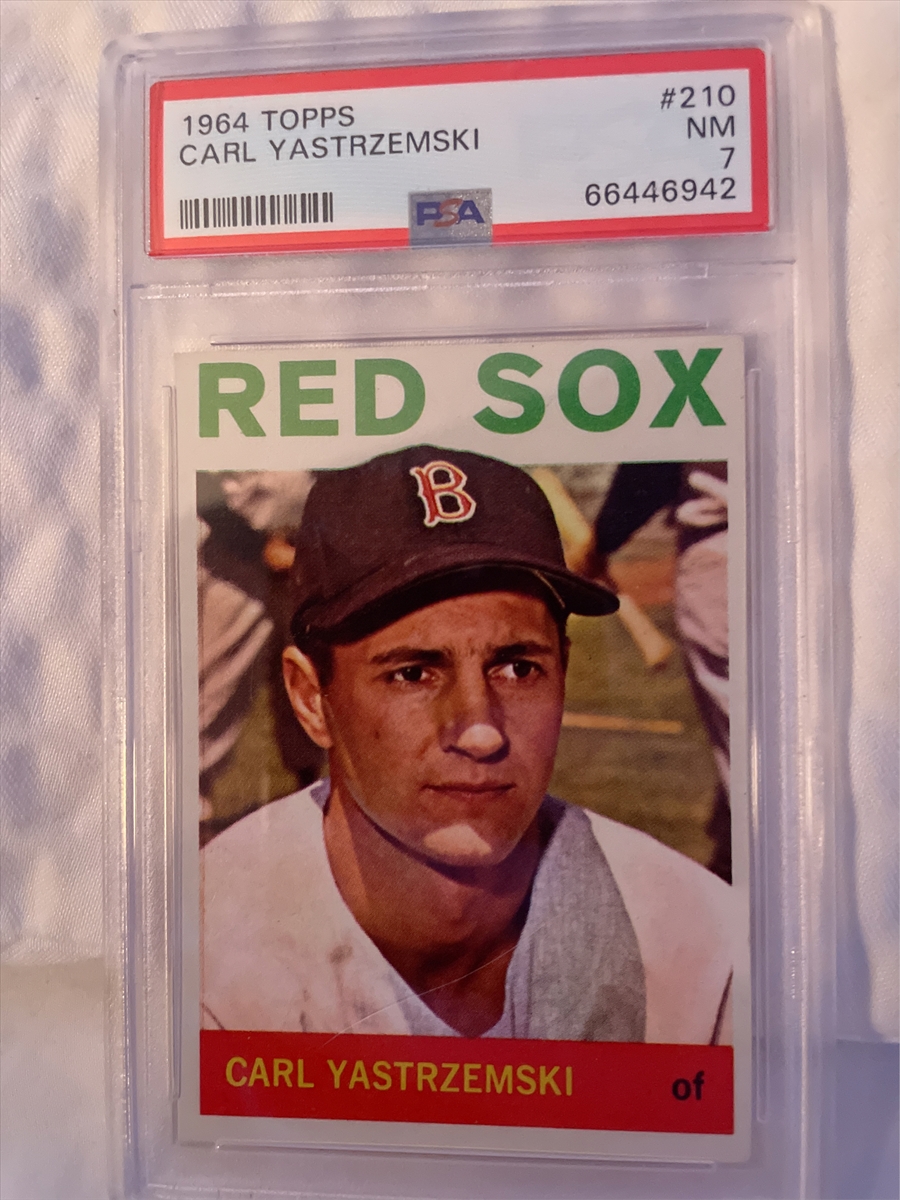 1964 TOPPS
CARL YASTRZEMSKI
#210
NM
7
66446942
PSA
RED SOX
B
CARL YASTRZEMSKI
of